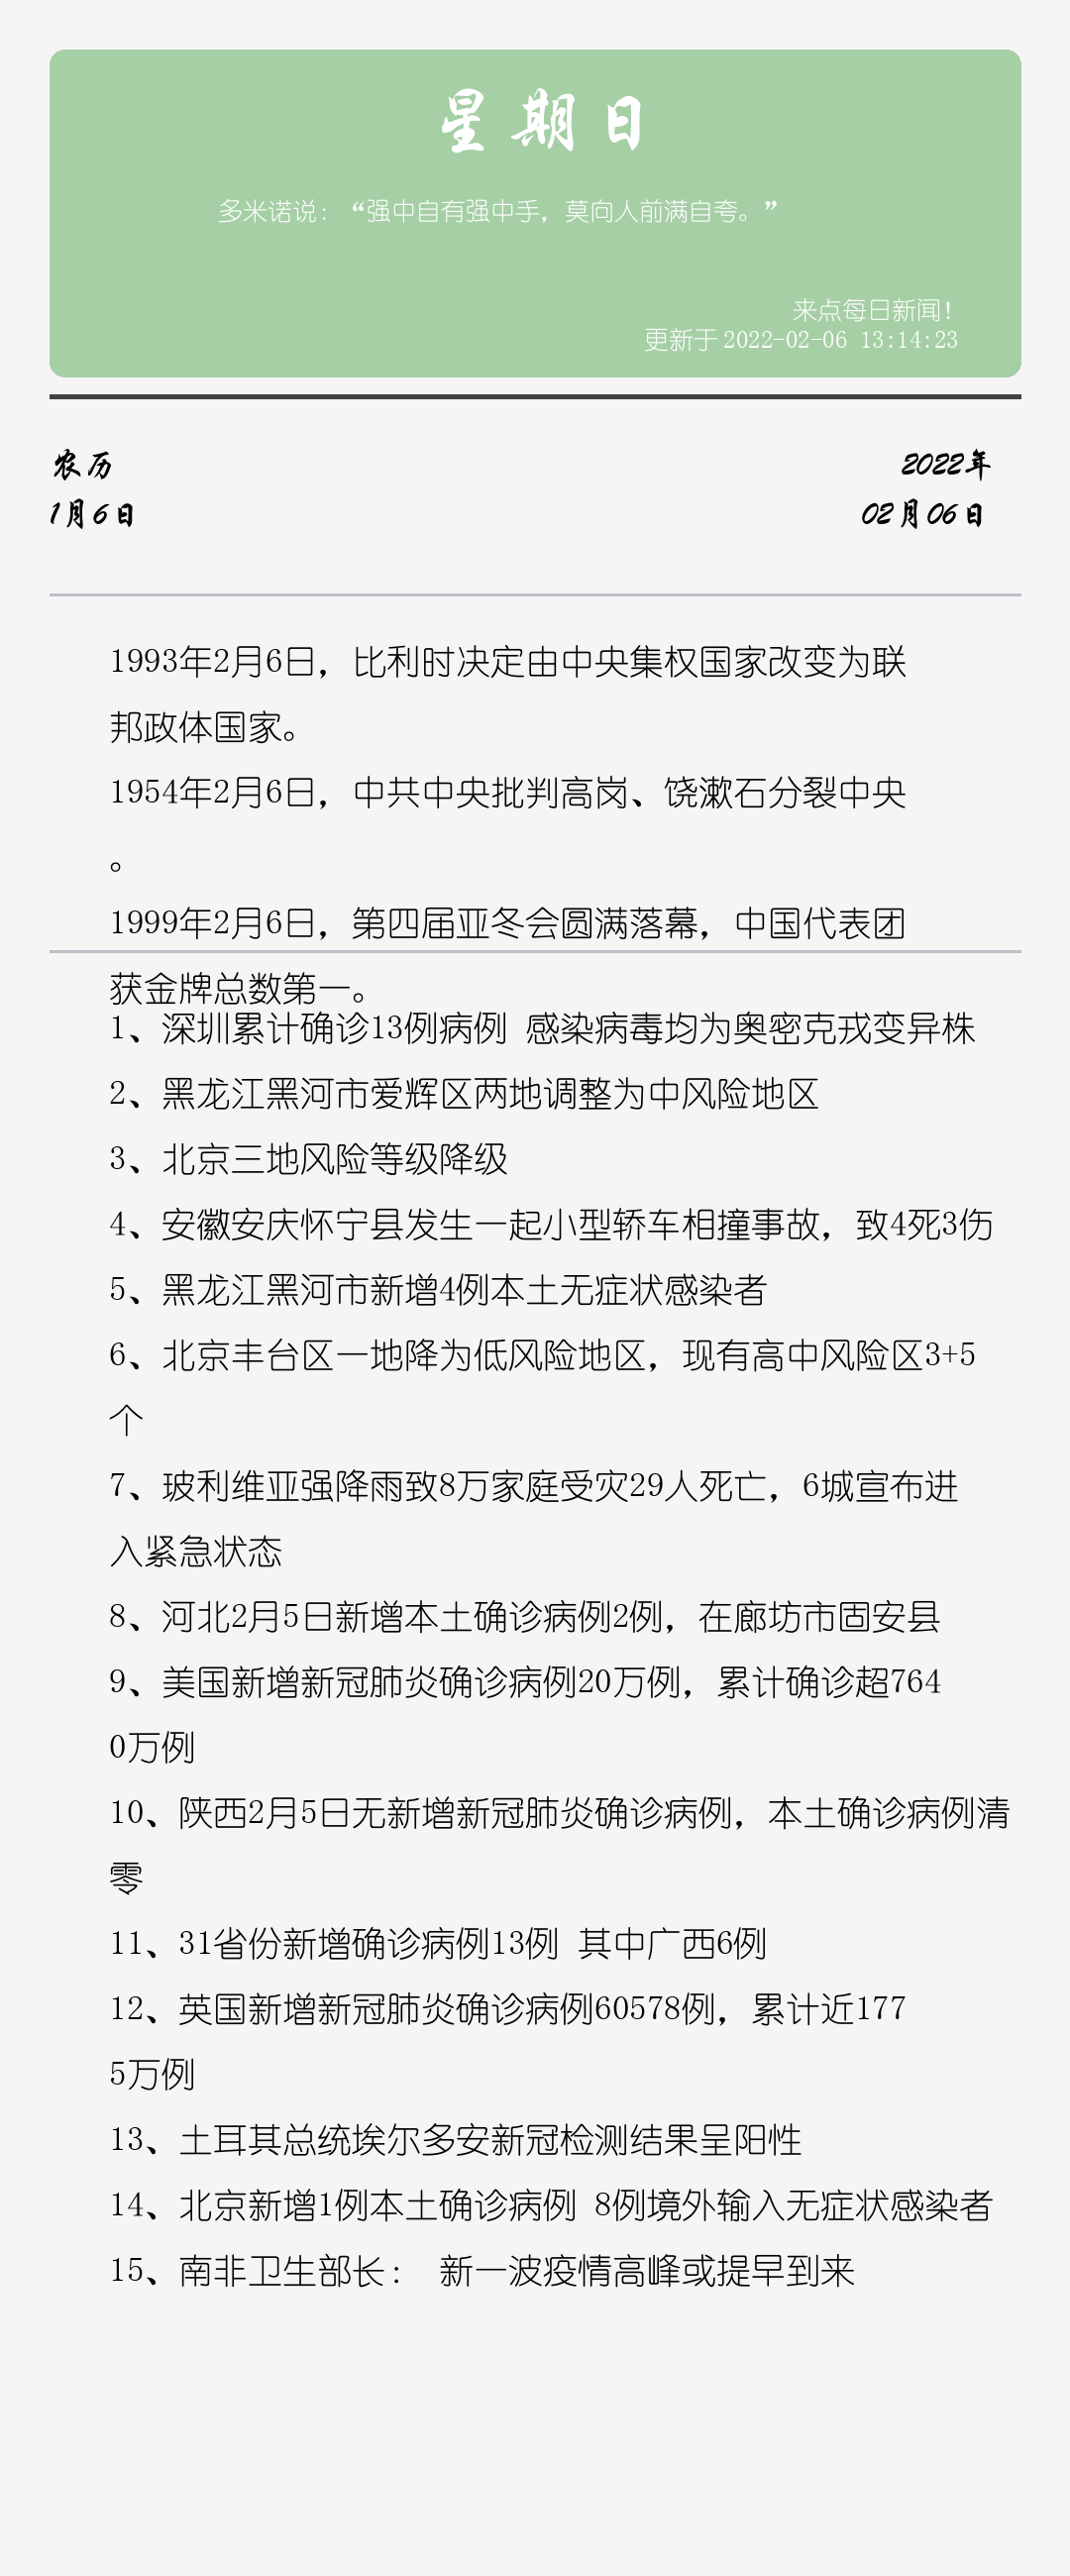 星期日
多米诺说：“强中自有强中手，莫向人前满自夸。”
来点每日新闻！
更新于2022-02-06 13:14:23
农历
1月6日
2022年
02月06日
1993年2月6日，比利时决定由中央集权国家改变为联
邦政体国家。
1954年2月6日，中共中央批判高岗、饶漱石分裂中央
。
1999年2月6日，第四届亚冬会圆满落幕，中国代表团
获金牌总数第一。
1、深圳累计确诊13例病例 感染病毒均为奥密克戎变异株
2、黑龙江黑河市爱辉区两地调整为中风险地区
3、北京三地风险等级降级
4、安徽安庆怀宁县发生一起小型轿车相撞事故，致4死3伤
5、黑龙江黑河市新增4例本土无症状感染者
6、北京丰台区一地降为低风险地区，现有高中风险区3+5
个
7、玻利维亚强降雨致8万家庭受灾29人死亡，6城宣布进
入紧急状态
8、河北2月5日新增本土确诊病例2例，在廊坊市固安县
9、美国新增新冠肺炎确诊病例20万例，累计确诊超764
0万例
10、陕西2月5日无新增新冠肺炎确诊病例，本土确诊病例清
零
11、31省份新增确诊病例13例 其中广西6例
12、英国新增新冠肺炎确诊病例60578例，累计近177
5万例
13、土耳其总统埃尔多安新冠检测结果呈阳性
14、北京新增1例本土确诊病例 8例境外输入无症状感染者
15、南非卫生部长： 新一波疫情高峰或提早到来